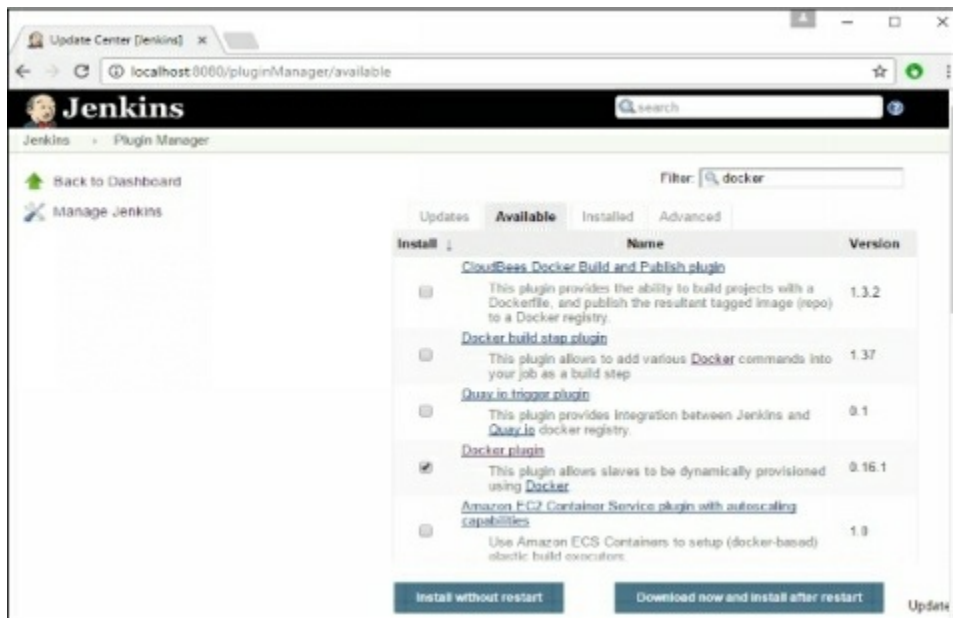 Update Center [Jenkins]
localhost:8080/pluginManager/available
Jenkins
search
Jenkins
Plugin Manager
Back to Dashboard
Filter: docker
Manage Jenkins
Updates Available Installed Advanced
Install ↓ Name Version
CloudBees Docker Build and Publish plugin
This plugin provides the ability to build projects with a
Dockerfile, and publish the resultant tagged image (repo)
to a Docker registry.
1.3.2
Docker build step plugin
This plugin allows to add various Docker commands into
your job as a build step
1.37
Quay.io trigger plugin
This plugin provides integration between Jenkins and
Quay.io docker registry.
0.1
Docker plugin
This plugin allows slaves to be dynamically provisioned
using Docker
0.16.1
Amazon EC2 Container Service plugin with autoscaling
capabilities
Use Amazon ECS Containers to setup (docker-based)
elastic build executors.
1.0
Install without restart
Download now and install after restart
Update